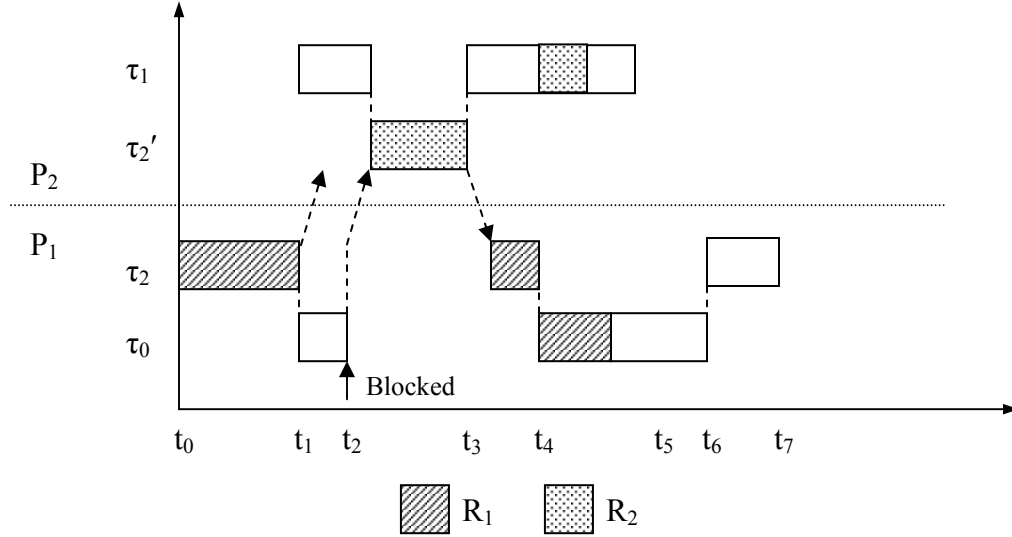 τ1
τ2′
P2
P1
τ2
τ0
Blocked
t0 t1 t2 t3 t4 t5 t6 t7
R1 R2